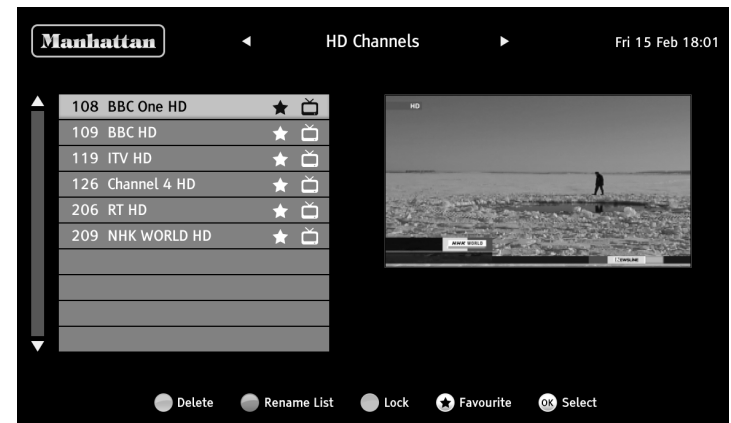 Manhattan
HD Channels
Fri 15 Feb 18:01
108 BBC One HD
109 BBC HD
119 ITV HD
126 Channel 4 HD
206 RT HD
209 NHK WORLD HD
HD
NHK WORLD
NEWSLINE
Delete
Rename List
Lock
Favourite
OK Select